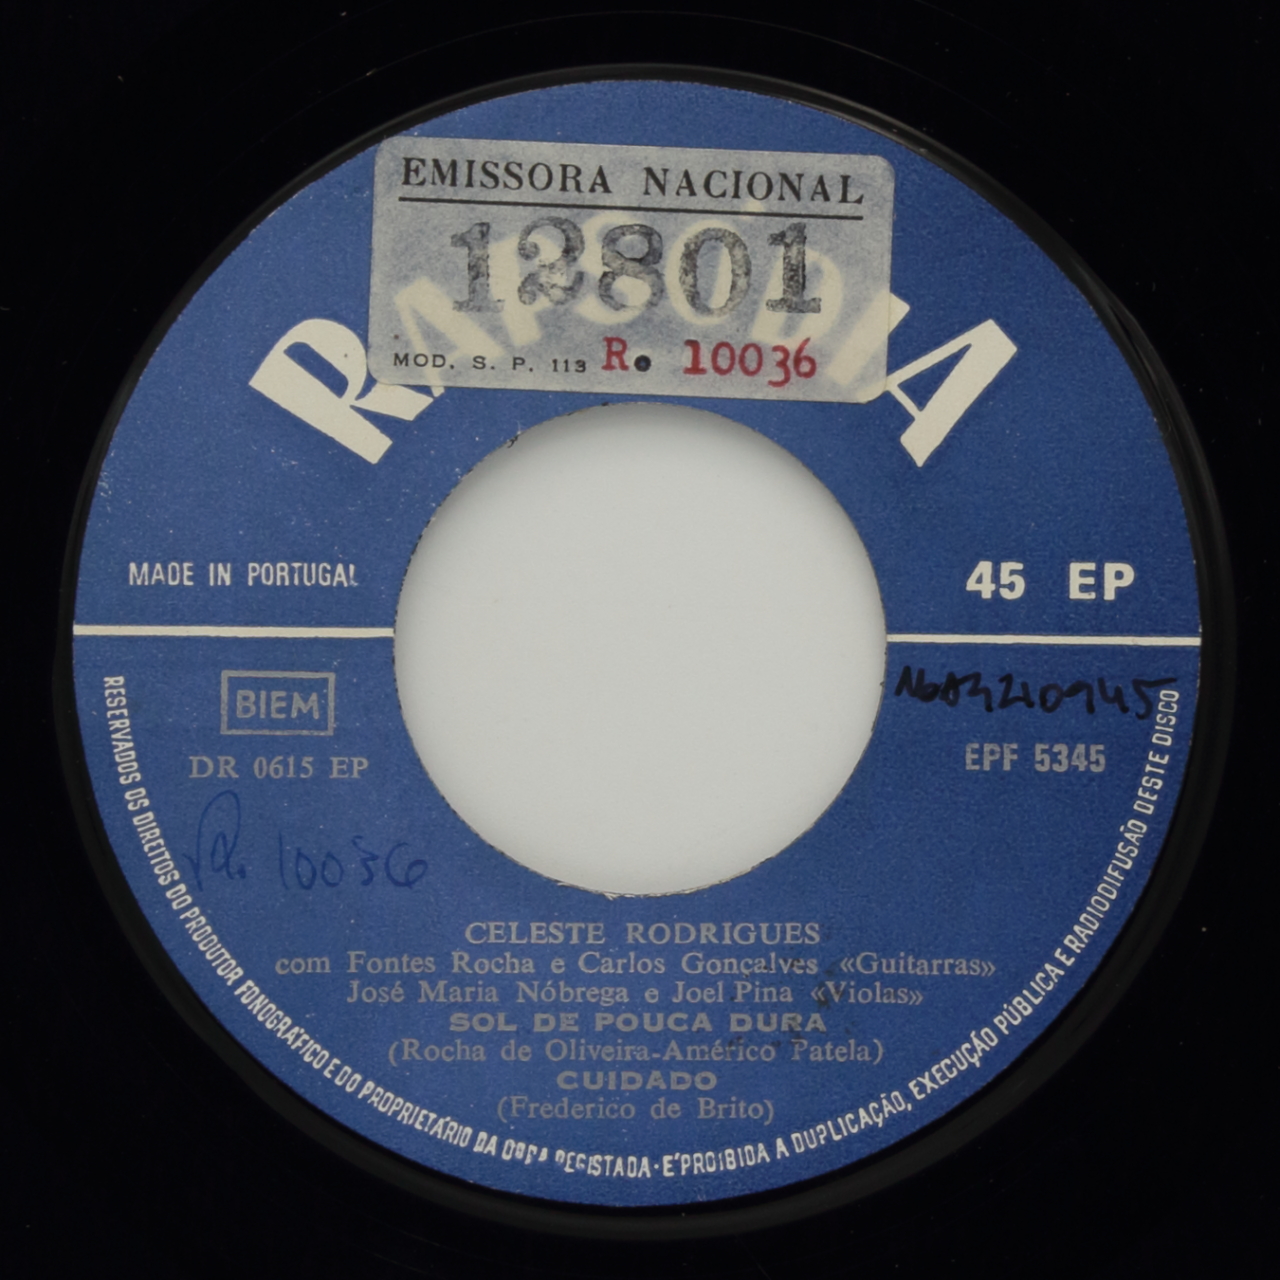 EMISSORA NACIONAL
12801
MOD. S. P. 113 R. 10036
RAPSÓDIA
MADE IN PORTUGAL
45 EP
BIEM
DR 0615 EP
EPF 5345
R. 10036
CELESTE RODRIGUES
com Fontes Rocha e Carlos Gonçalves «Guitarras»
José Maria Nóbrega e Joel Pina «Violas»
SOL DE POUCA DURA
(Rocha de Oliveira-Américo Patela)
CUIDADO
(Frederico de Brito)
RESERVADOS OS DIREITOS DO PRODUTOR FONOGRÁFICO E DO PROPRIETÁRIO DA OBRA REGISTADA · E' PROIBIDA A DUPLICAÇÃO, EXECUÇÃO PÚBLICA E RADIODIFUSÃO DESTE DISCO